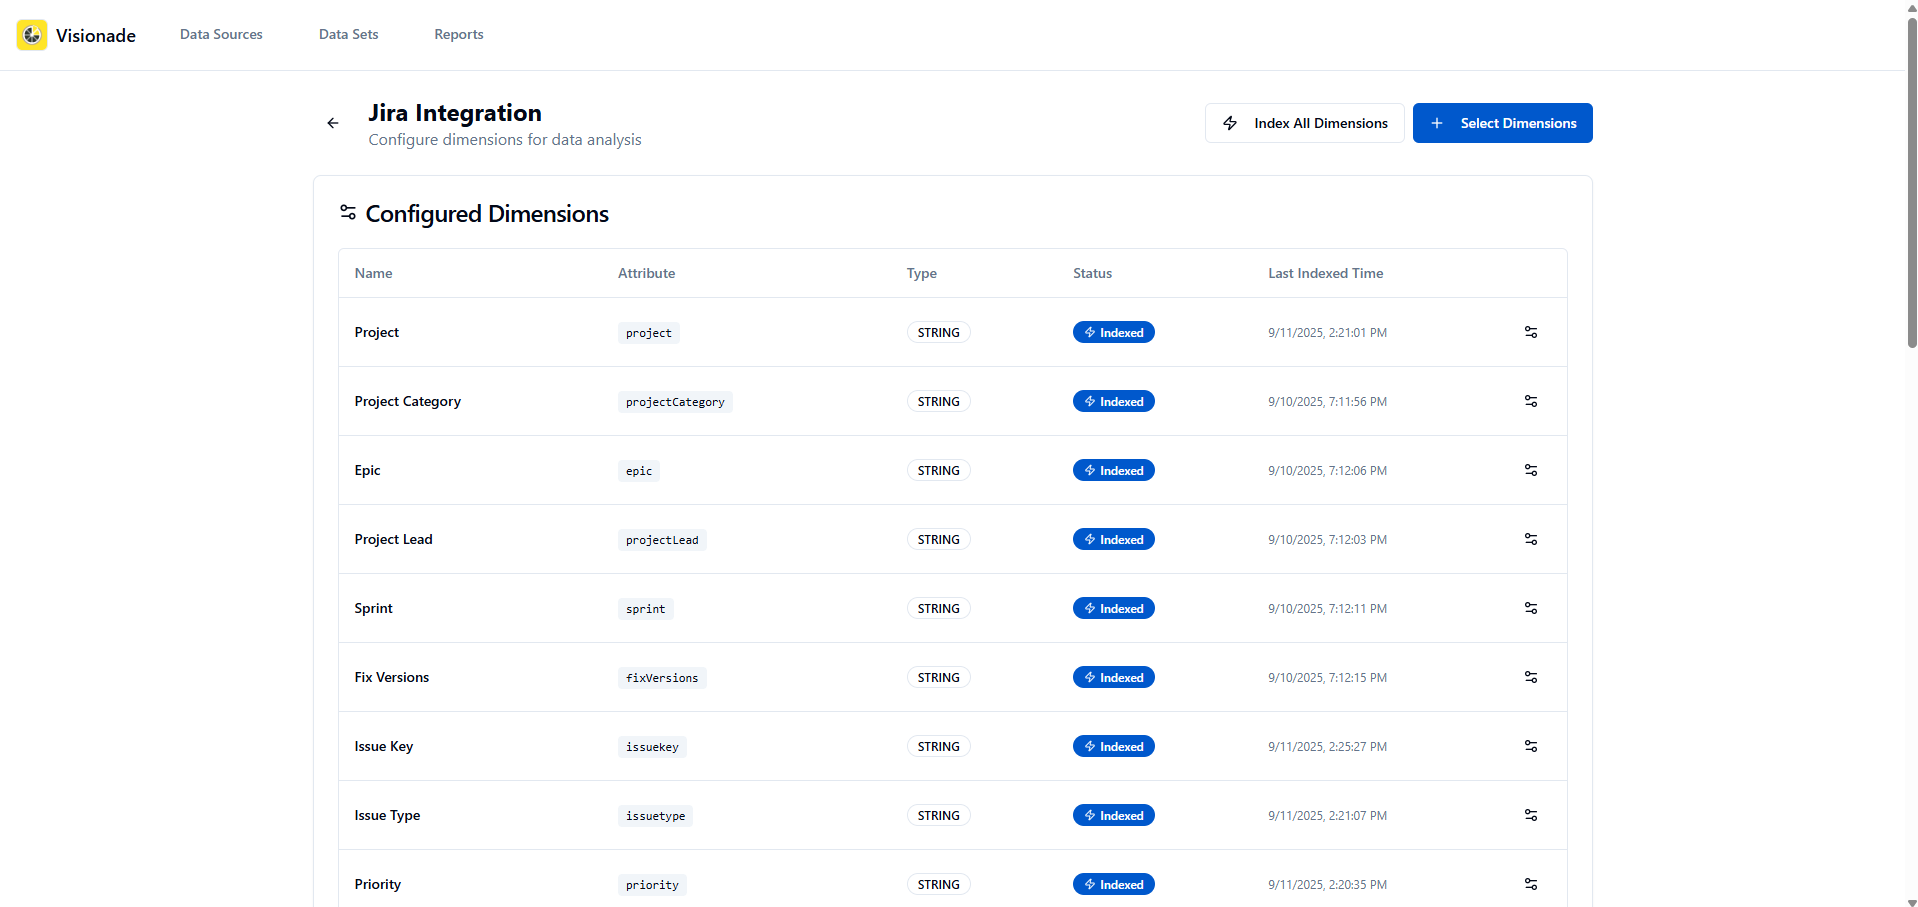 Visionade
Data Sources
Data Sets
Reports
Jira Integration
Configure dimensions for data analysis
Index All Dimensions
Select Dimensions
Configured Dimensions
Name Attribute Type Status Last Indexed Time
Project project STRING Indexed 9/11/2025, 2:21:01 PM
Project Category projectCategory STRING Indexed 9/10/2025, 7:11:56 PM
Epic epic STRING Indexed 9/10/2025, 7:12:06 PM
Project Lead projectLead STRING Indexed 9/10/2025, 7:12:03 PM
Sprint sprint STRING Indexed 9/10/2025, 7:12:11 PM
Fix Versions fixVersions STRING Indexed 9/10/2025, 7:12:15 PM
Issue Key issuekey STRING Indexed 9/11/2025, 2:25:27 PM
Issue Type issuetype STRING Indexed 9/11/2025, 2:21:07 PM
Priority priority STRING Indexed 9/11/2025, 2:20:35 PM